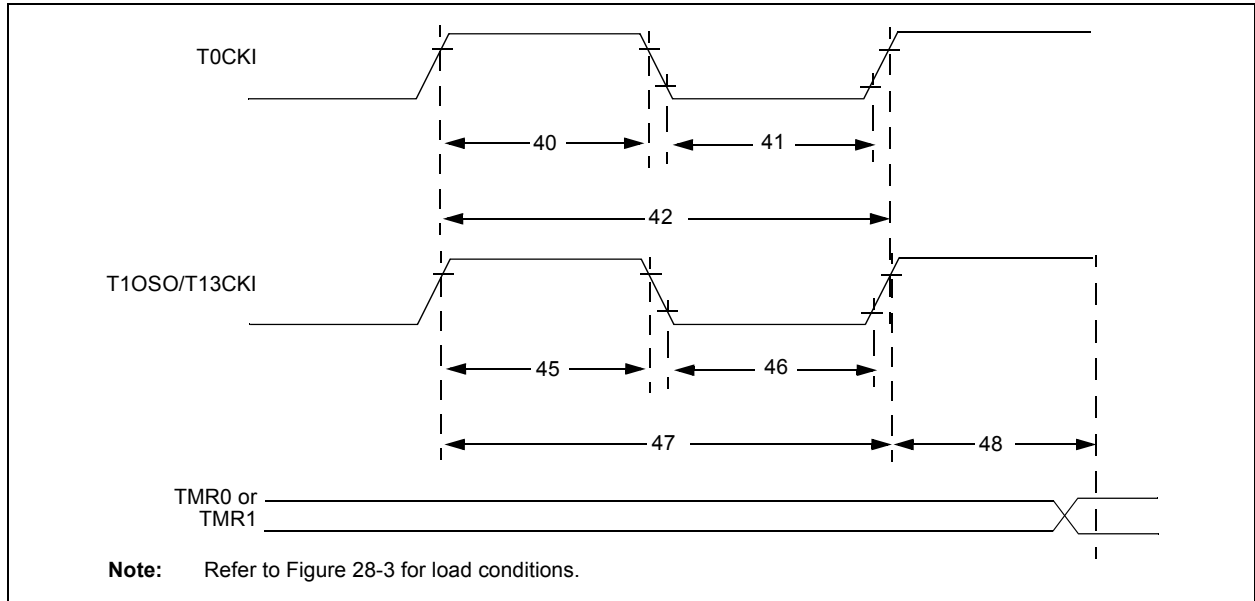 T0CKI
40
41
42
T1OSO/T13CKI
45
46
47
48
TMR0 or
TMR1
Note: Refer to Figure 28-3 for load conditions.